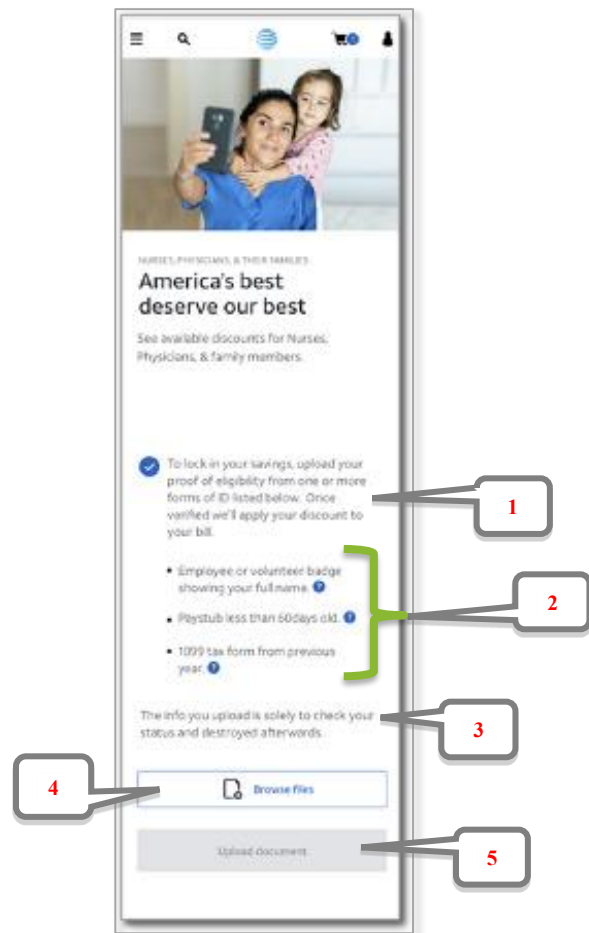 NURSES, PHYSICIANS, & THEIR FAMILIES
America's best
deserve our best
See available discounts for Nurses,
Physicians, & family members.
To lock in your savings, upload your
proof of eligibility from one or more
forms of ID listed below. Once
verified we'll apply your discount to
your bill.
1
• Employee or volunteer badge
showing your full name. ?
• Paystub less than 60days old. ?
• 1099 tax form from previous
year. ?
2
The info you upload is solely to check your
status and destroyed afterwards.
3
4
Browse files
Upload document
5